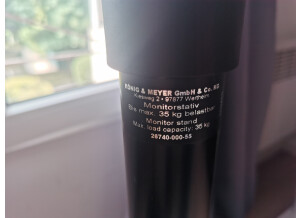 KÖNIG & MEYER GmbH & Co. KG
Kiesweg 2 • 97877 Wertheim
Monitorstativ
Bis max. 35 kg belastbar
Monitor stand
Max. load capacity: 35 kg
26740-000-55